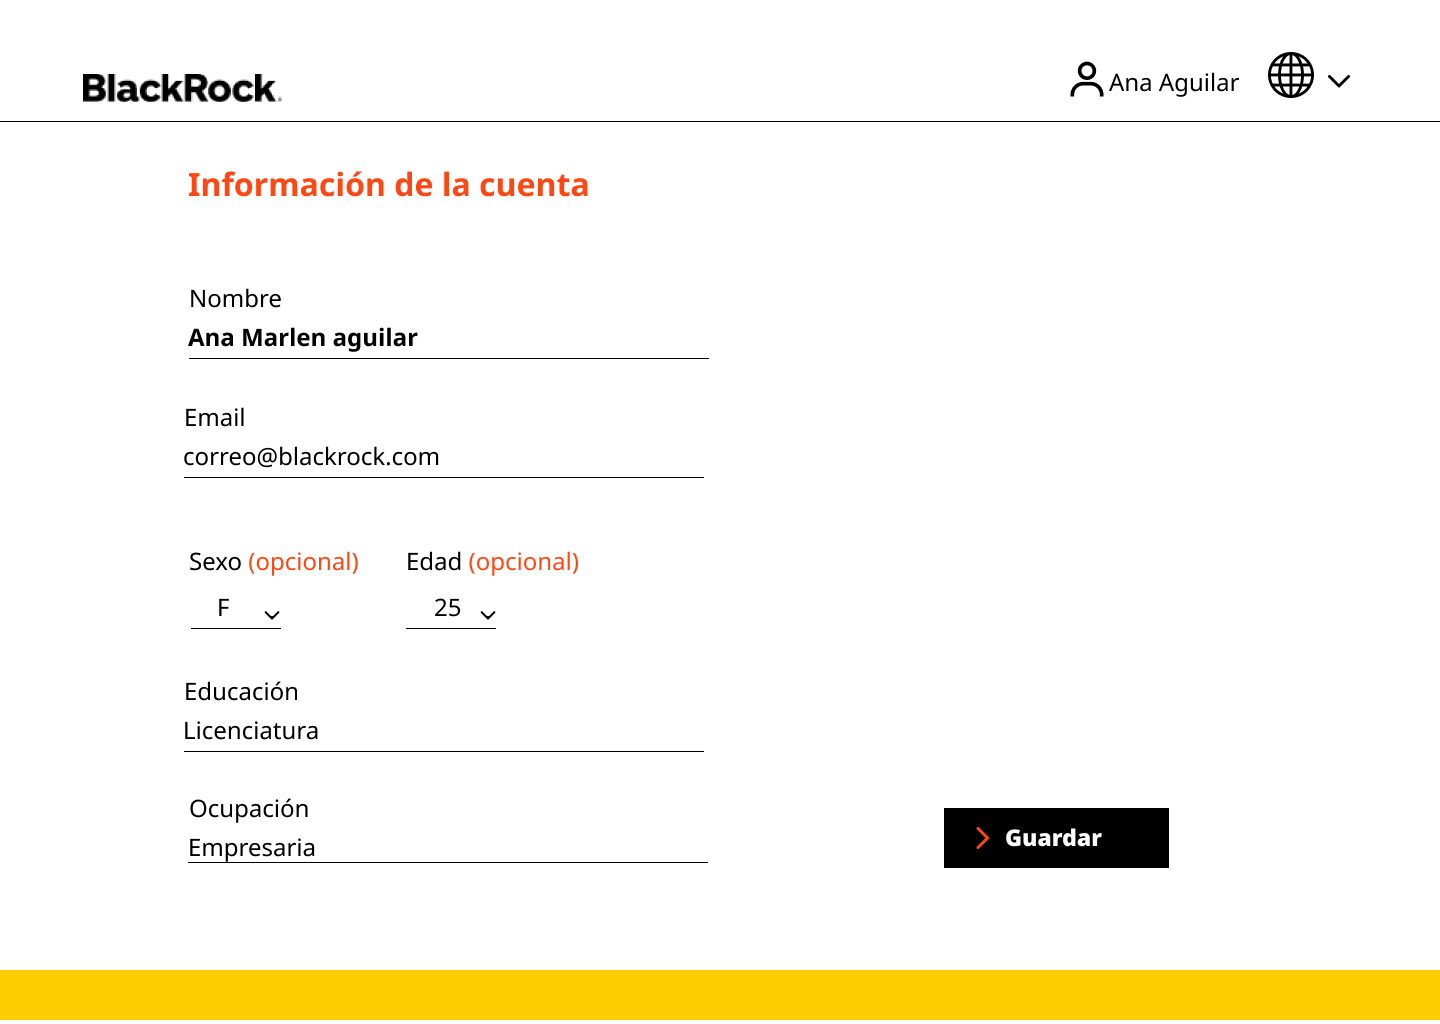 BlackRock.
Ana Aguilar
Información de la cuenta
Nombre
Ana Marlen aguilar
Email
correo@blackrock.com
Sexo (opcional) Edad (opcional)
F 25
Educación
Licenciatura
Ocupación
Empresaria
Guardar